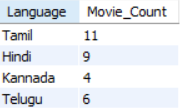 Language Movie_Count
Tamil 11
Hindi 9
Kannada 4
Telugu 6